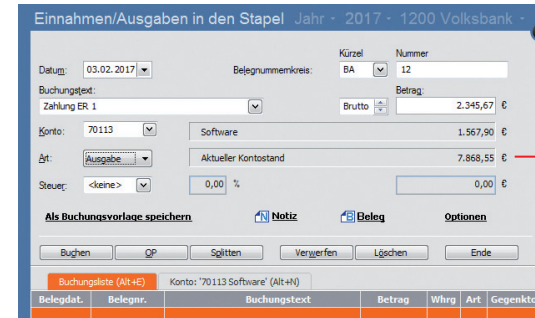 Einnahmen/Ausgaben in den Stapel Jahr - 2017 - 1200 Volksbank -
Kürzel Nummer
Datum: 03.02.2017 Belegnummernkreis: BA 12
Buchungstext: Betrag:
Zahlung ER 1 Brutto 2.345,67 €
Konto: 70113 Software 1.567,90 €
Art: Ausgabe Aktueller Kontostand 7.868,55 €
Steuer: <keine> 0,00 % 0,00 €
Als Buchungsvorlage speichern Notiz Beleg Optionen
Buchen OP Splitten Verwerfen Löschen Ende
Buchungsliste (Alt+E) Konto: '70113 Software' (Alt+N)
Belegdat. Belegnr. Buchungstext Betrag Whrg Art Gegenkto